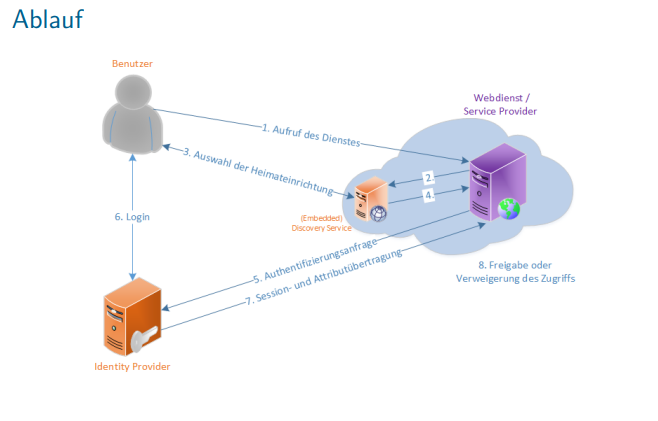 Ablauf
Benutzer
Webdienst /
Service Provider
1. Aufruf des Dienstes
3. Auswahl der Heimateinrichtung
2.
4.
(Embedded)
Discovery Service
6. Login
5. Authentifizierungsanfrage
7. Session- und Attributübertragung
8. Freigabe oder
Verweigerung des Zugriffs
Identity Provider